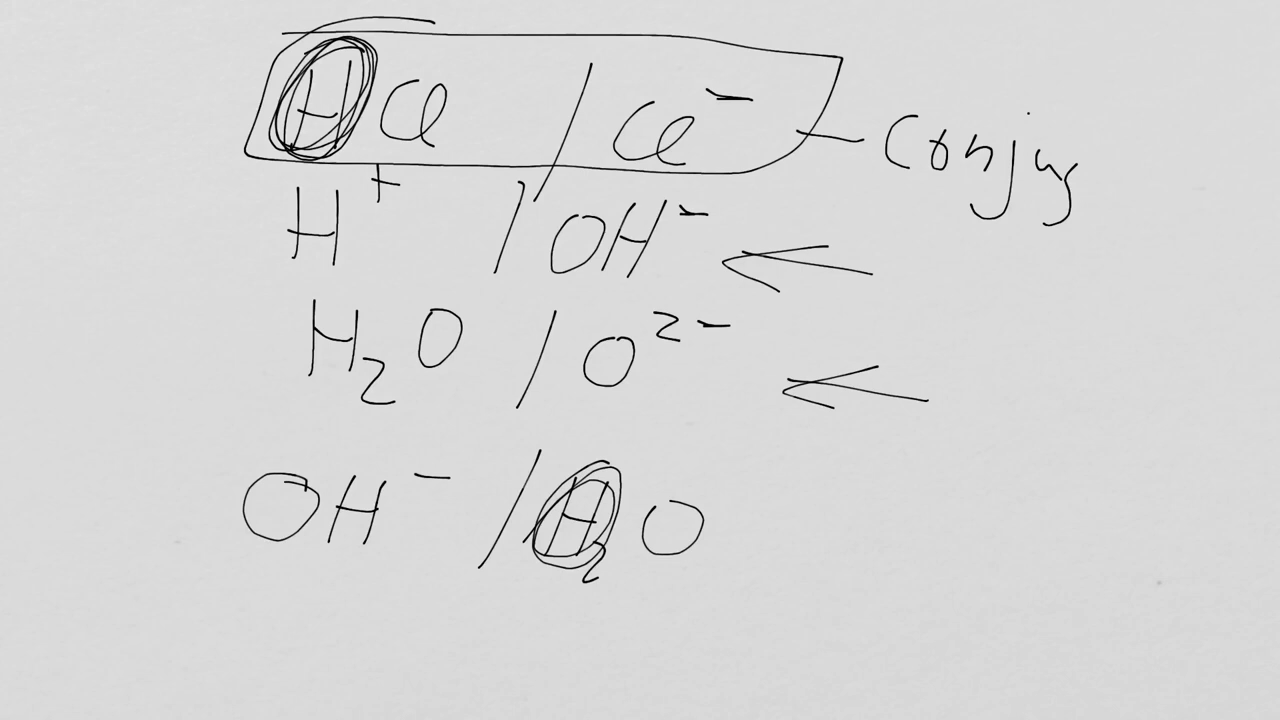 HCl / Cl⁻ - Conjug
H⁺ / OH⁻
H₂O / O²⁻
OH⁻ / H₂O